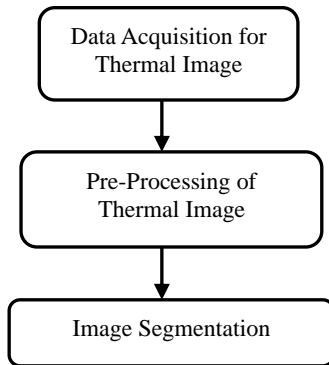 Data Acquisition for
Thermal Image
Pre-Processing of
Thermal Image
Image Segmentation